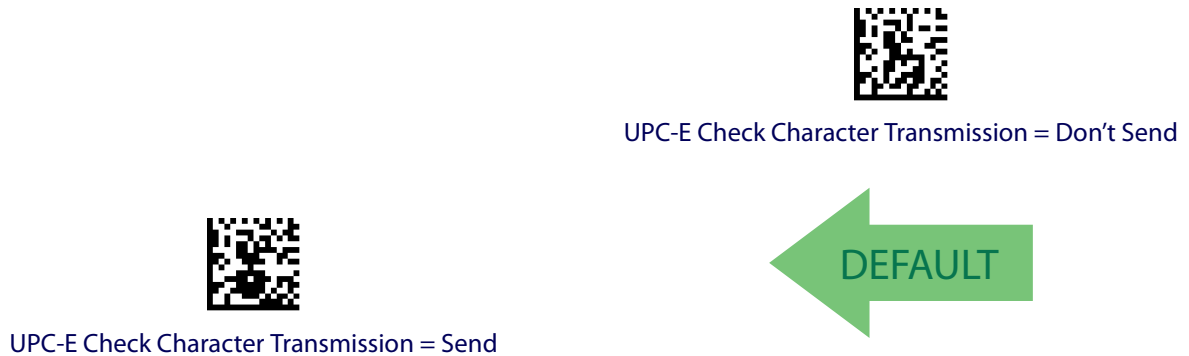 UPC-E Check Character Transmission = Don’t Send
DEFAULT
UPC-E Check Character Transmission = Send